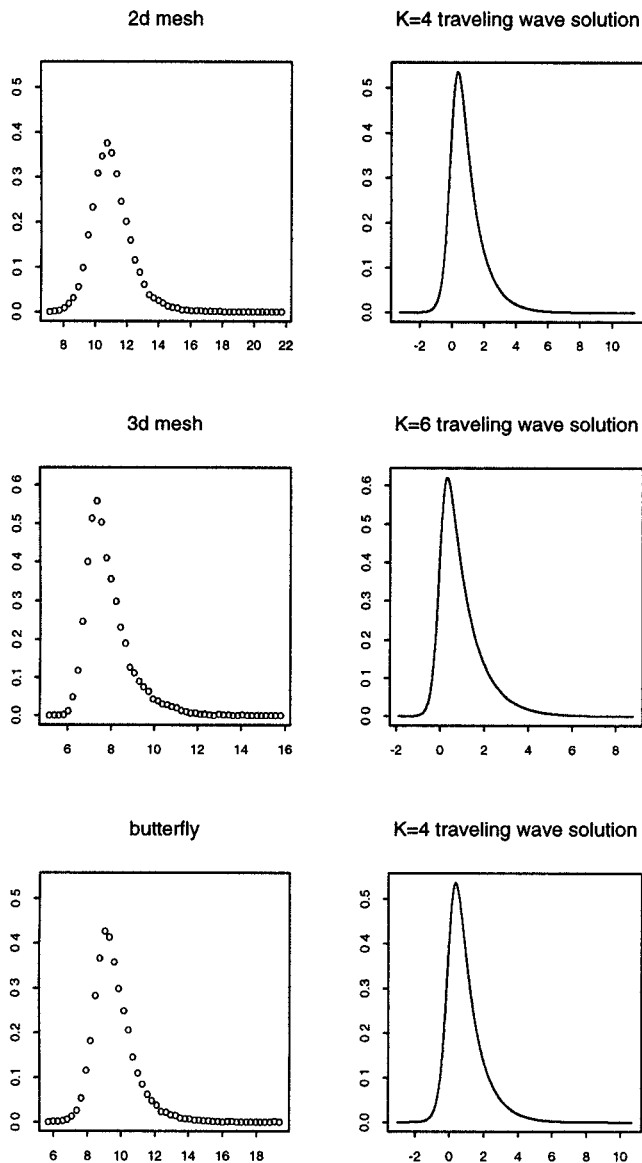 2d mesh
K=4 traveling wave solution
0.0 0.1 0.2 0.3 0.4 0.5
8 10 12 14 16 18 20 22
0.0 0.1 0.2 0.3 0.4 0.5
-2 0 2 4 6 8 10
3d mesh
K=6 traveling wave solution
0.0 0.1 0.2 0.3 0.4 0.5 0.6
6 8 10 12 14 16
0.0 0.1 0.2 0.3 0.4 0.5 0.6
-2 0 2 4 6 8
butterfly
K=4 traveling wave solution
0.0 0.1 0.2 0.3 0.4 0.5
6 8 10 12 14 16 18
0.0 0.1 0.2 0.3 0.4 0.5
-2 0 2 4 6 8 10